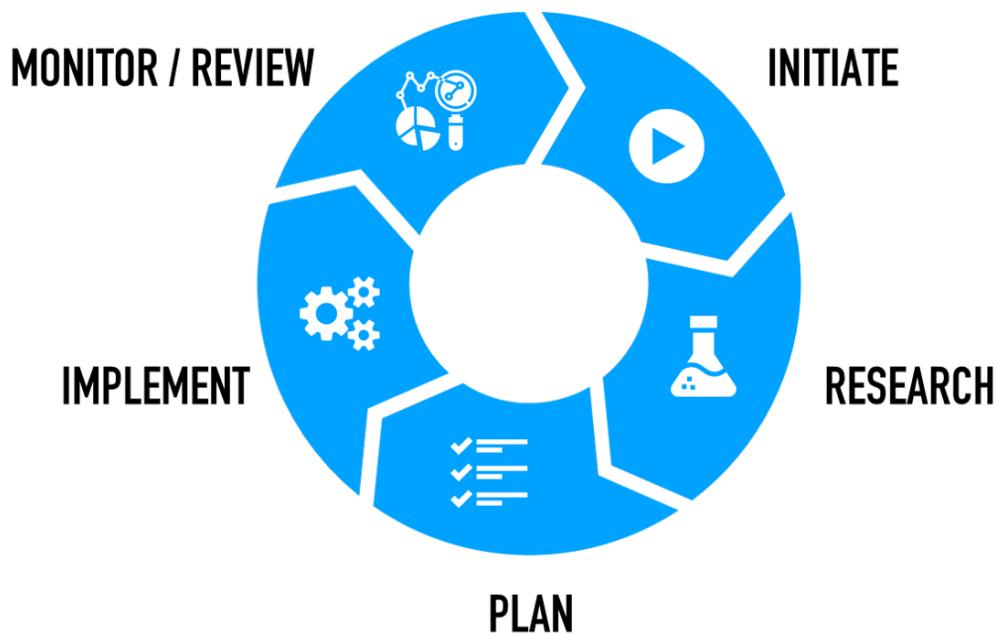 MONITOR / REVIEW
INITIATE
IMPLEMENT
RESEARCH
PLAN